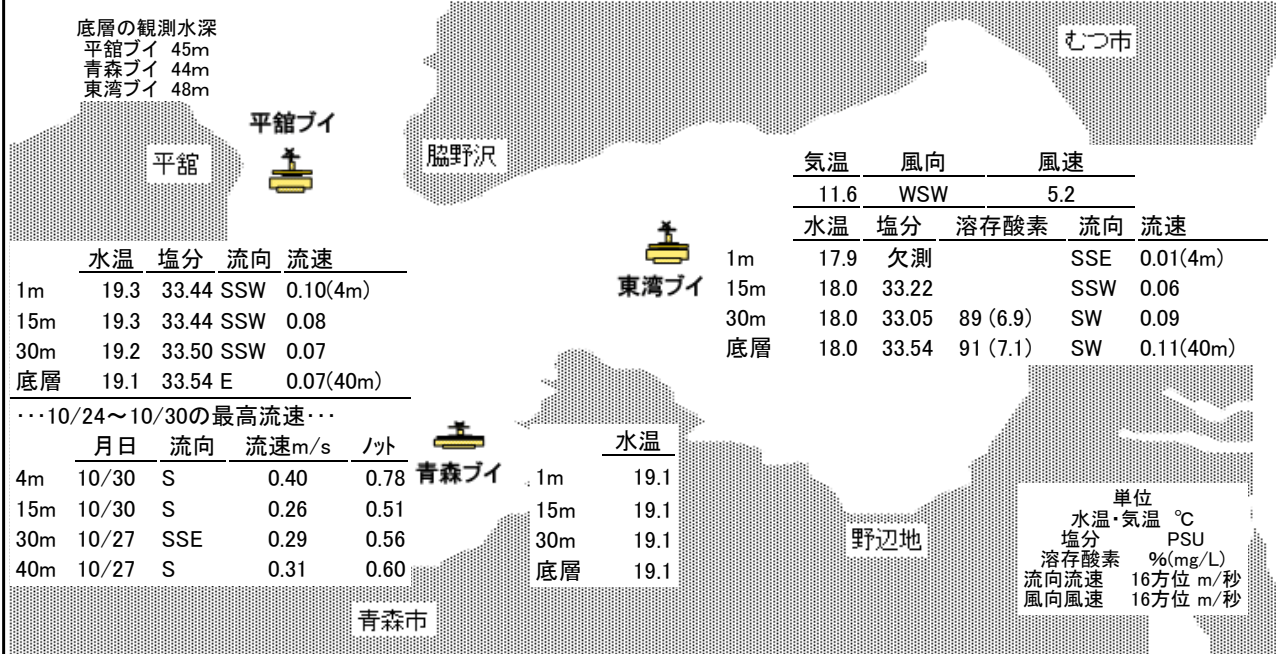 底層の観測水深
平舘ブイ 45m
青森ブイ 44m
東湾ブイ 48m
むつ市
平舘ブイ
平舘
脇野沢
気温 風向 風速
11.6 WSW 5.2
水温 塩分 溶存酸素 流向 流速
1m 17.9 欠測 SSE 0.01(4m)
15m 18.0 33.22 SSW 0.06
30m 18.0 33.05 89 (6.9) SW 0.09
底層 18.0 33.54 91 (7.1) SW 0.11(40m)
東湾ブイ
水温 塩分 流向 流速
1m 19.3 33.44 SSW 0.10(4m)
15m 19.3 33.44 SSW 0.08
30m 19.2 33.50 SSW 0.07
底層 19.1 33.54 E 0.07(40m)
･･･10/24～10/30の最高流速･･･
月日 流向 流速m/s ノット
4m 10/30 S 0.40 0.78
15m 10/30 S 0.26 0.51
30m 10/27 SSE 0.29 0.56
40m 10/27 S 0.31 0.60
青森ブイ
水温
1m 19.1
15m 19.1
30m 19.1
底層 19.1
野辺地
青森市
単位
水温･気温 ℃
塩分 PSU
溶存酸素 %(mg/L)
流向流速 16方位 m/秒
風向風速 16方位 m/秒